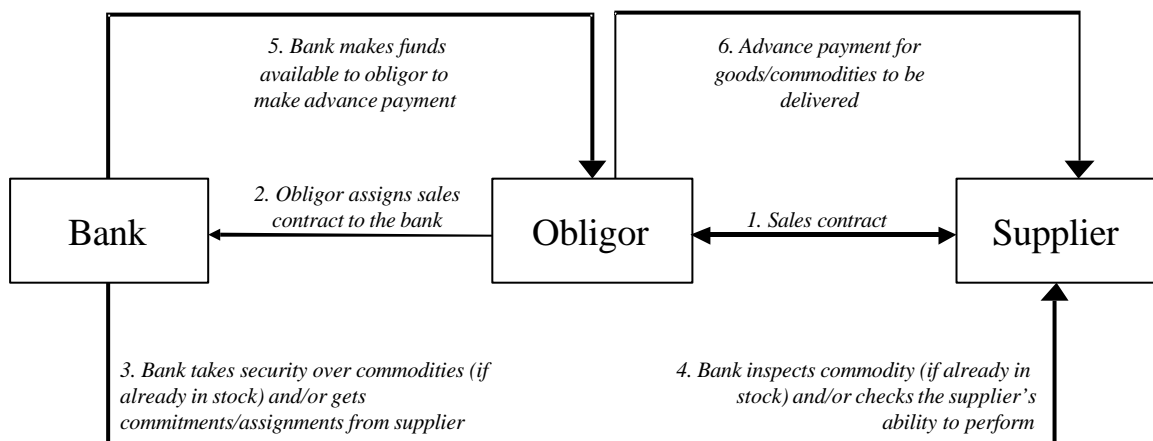 5. Bank makes funds
available to obligor to
make advance payment
6. Advance payment for
goods/commodities to be
delivered
Bank
2. Obligor assigns sales
contract to the bank
Obligor
1. Sales contract
Supplier
3. Bank takes security over commodities (if
already in stock) and/or gets
commitments/assignments from supplier
4. Bank inspects commodity (if already in
stock) and/or checks the supplier’s
ability to perform